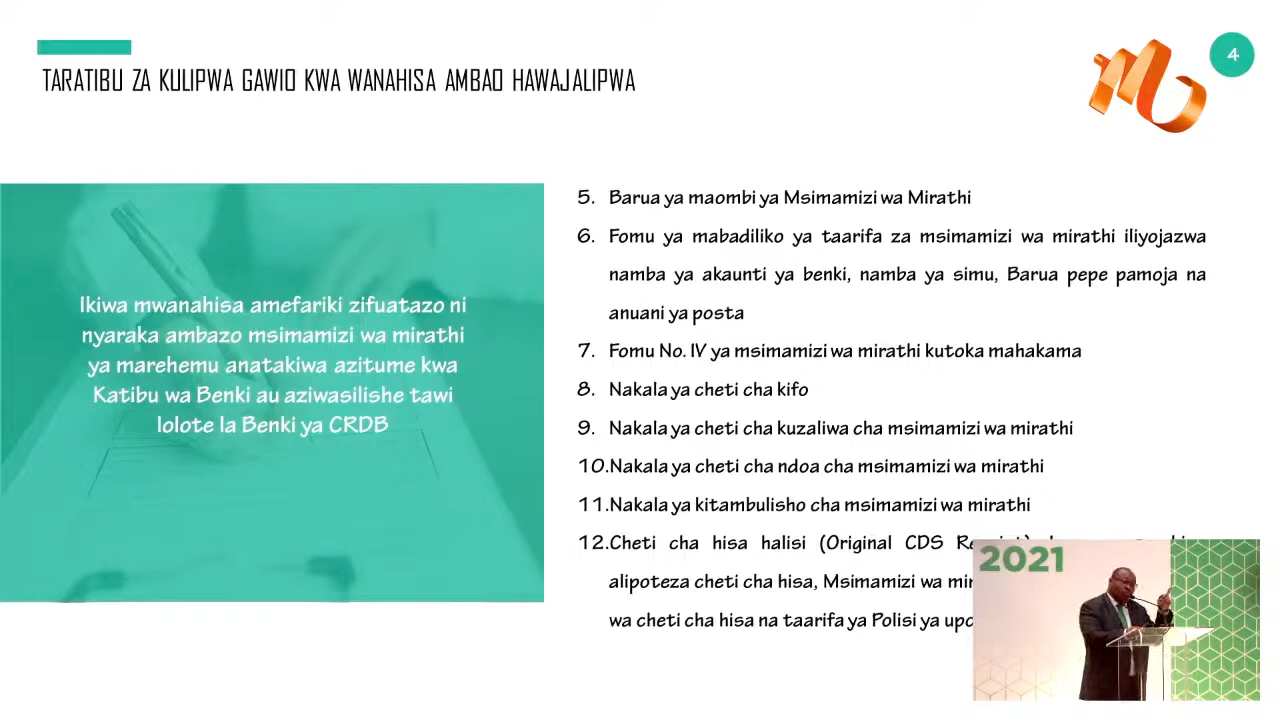 4
TARATIBU ZA KULIPWA GAWIO KWA WANAHISA AMBAO HAWAJALIPWA
Ikiwa mwanahisa amefariki zifuatazo ni
nyaraka ambazo msimamizi wa mirathi
ya marehemu anatakiwa azitume kwa
Katibu wa Benki au aziwasilishe tawi
lolote la Benki ya CRDB
5. Barua ya maombi ya Msimamizi wa Mirathi
6. Fomu ya mabadiliko ya taarifa za msimamizi wa mirathi iliyojazwa
namba ya akaunti ya benki, namba ya simu, Barua pepe pamoja na
anuani ya posta
7. Fomu No. IV ya msimamizi wa mirathi kutoka mahakama
8. Nakala ya cheti cha kifo
9. Nakala ya cheti cha kuzaliwa cha msimamizi wa mirathi
10.Nakala ya cheti cha ndoa cha msimamizi wa mirathi
11.Nakala ya kitambulisho cha msimamizi wa mirathi
12.Cheti cha hisa halisi (Original CDS
alipoteza cheti cha hisa, Msimamizi wa
wa cheti cha hisa na taarifa ya Polisi ya
2021